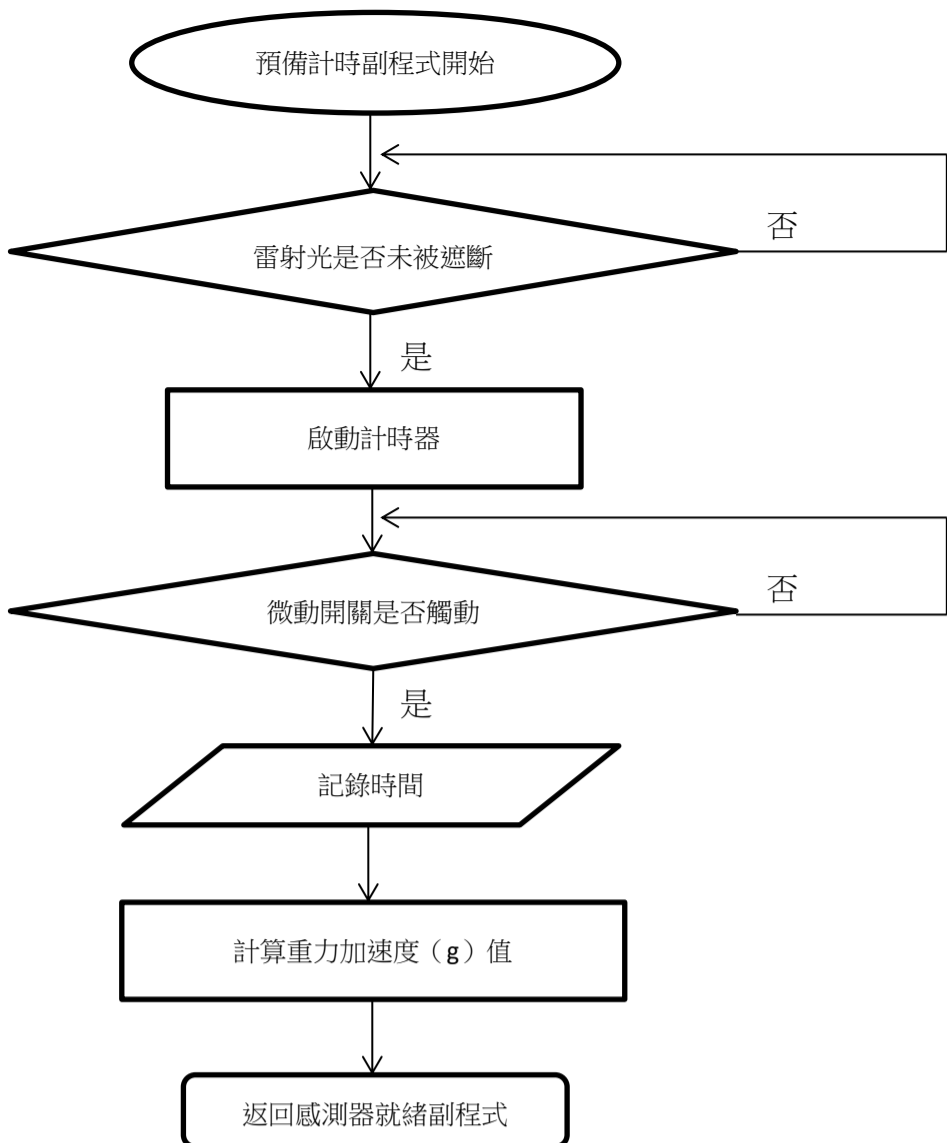 預備計時副程式開始
否
雷射光是否未被遮斷
是
啟動計時器
否
微動開關是否觸動
是
記錄時間
計算重力加速度（g）值
返回感測器就緒副程式